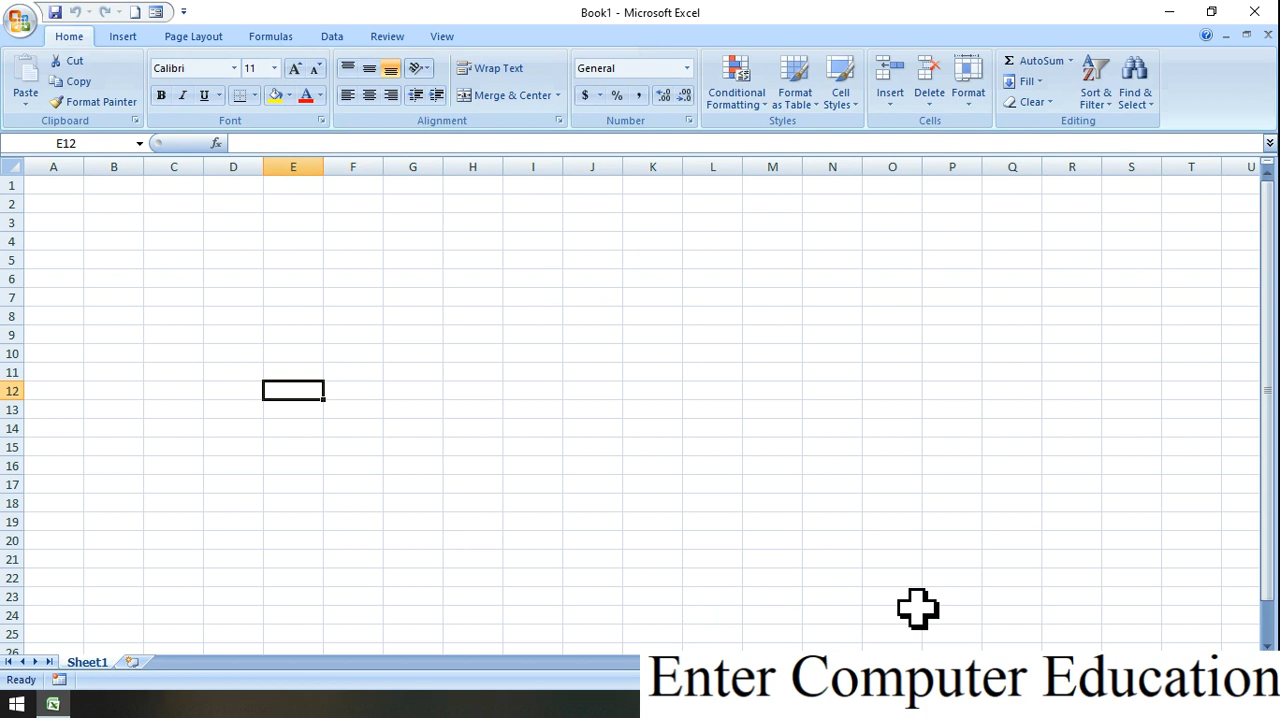 Book1 - Microsoft Excel
Home Insert Page Layout Formulas Data Review View
Paste
Cut
Copy
Format Painter
Clipboard
Calibri 11
B I U A
Font
Wrap Text
Merge & Center
Alignment
General
$ % ,
Number
Conditional Formatting
Format as Table
Cell Styles
Styles
Insert Delete Format
Cells
Σ AutoSum
Fill
Clear
Sort & Filter
Find & Select
Editing
E12 fx
A B C D E F G H I J K L M N O P Q R S T U
1
2
3
4
5
6
7
8
9
10
11
12
13
14
15
16
17
18
19
20
21
22
23
24
25
26
Sheet1
Ready
Enter Computer Education